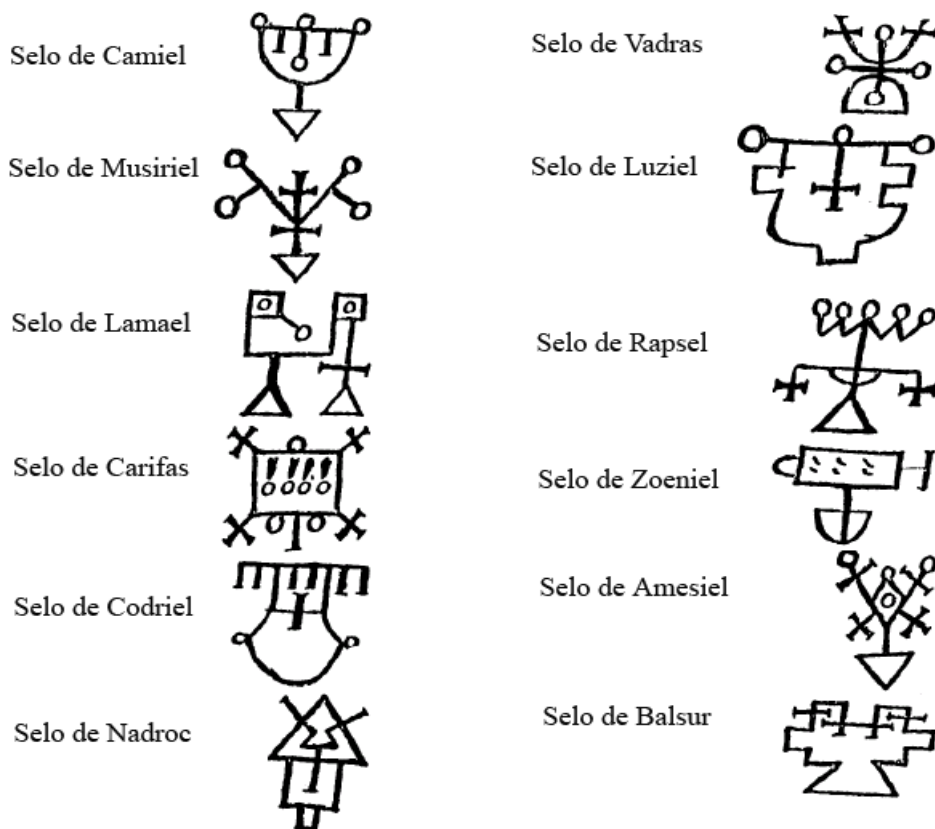 Selo de Camiel
Selo de Musiriel
Selo de Lamael
Selo de Carifas
Selo de Codriel
Selo de Nadroc
Selo de Vadras
Selo de Luziel
Selo de Rapsel
Selo de Zoeniel
Selo de Amesiel
Selo de Balsur